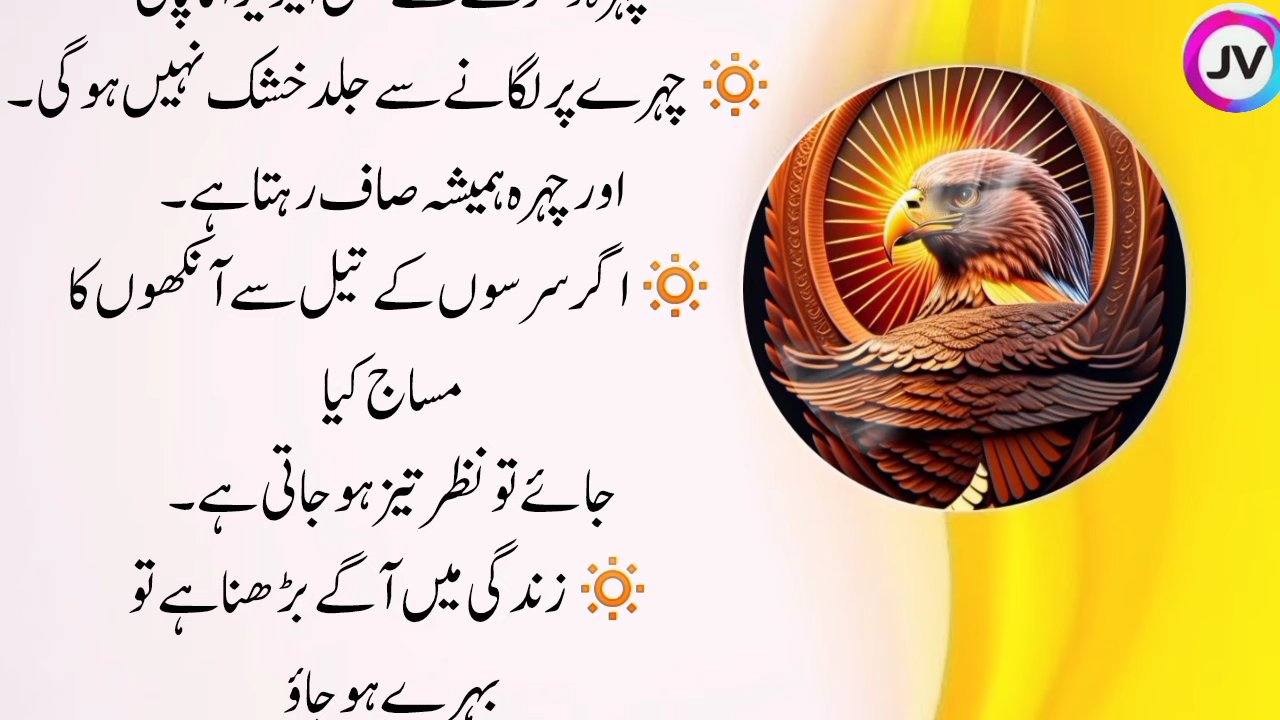 🔅 چہرے پر لگانے سے جلد خشک نہیں ہو گی۔
اور چہرہ ہمیشہ صاف رہتا ہے۔
🔅 اگر سرسوں کے تیل سے آنکھوں کا
مساج کیا
جائے تو نظر تیز ہو جاتی ہے۔
🔅 زندگی میں آگے بڑھنا ہے تو
بہرے ہو جاؤ
JV